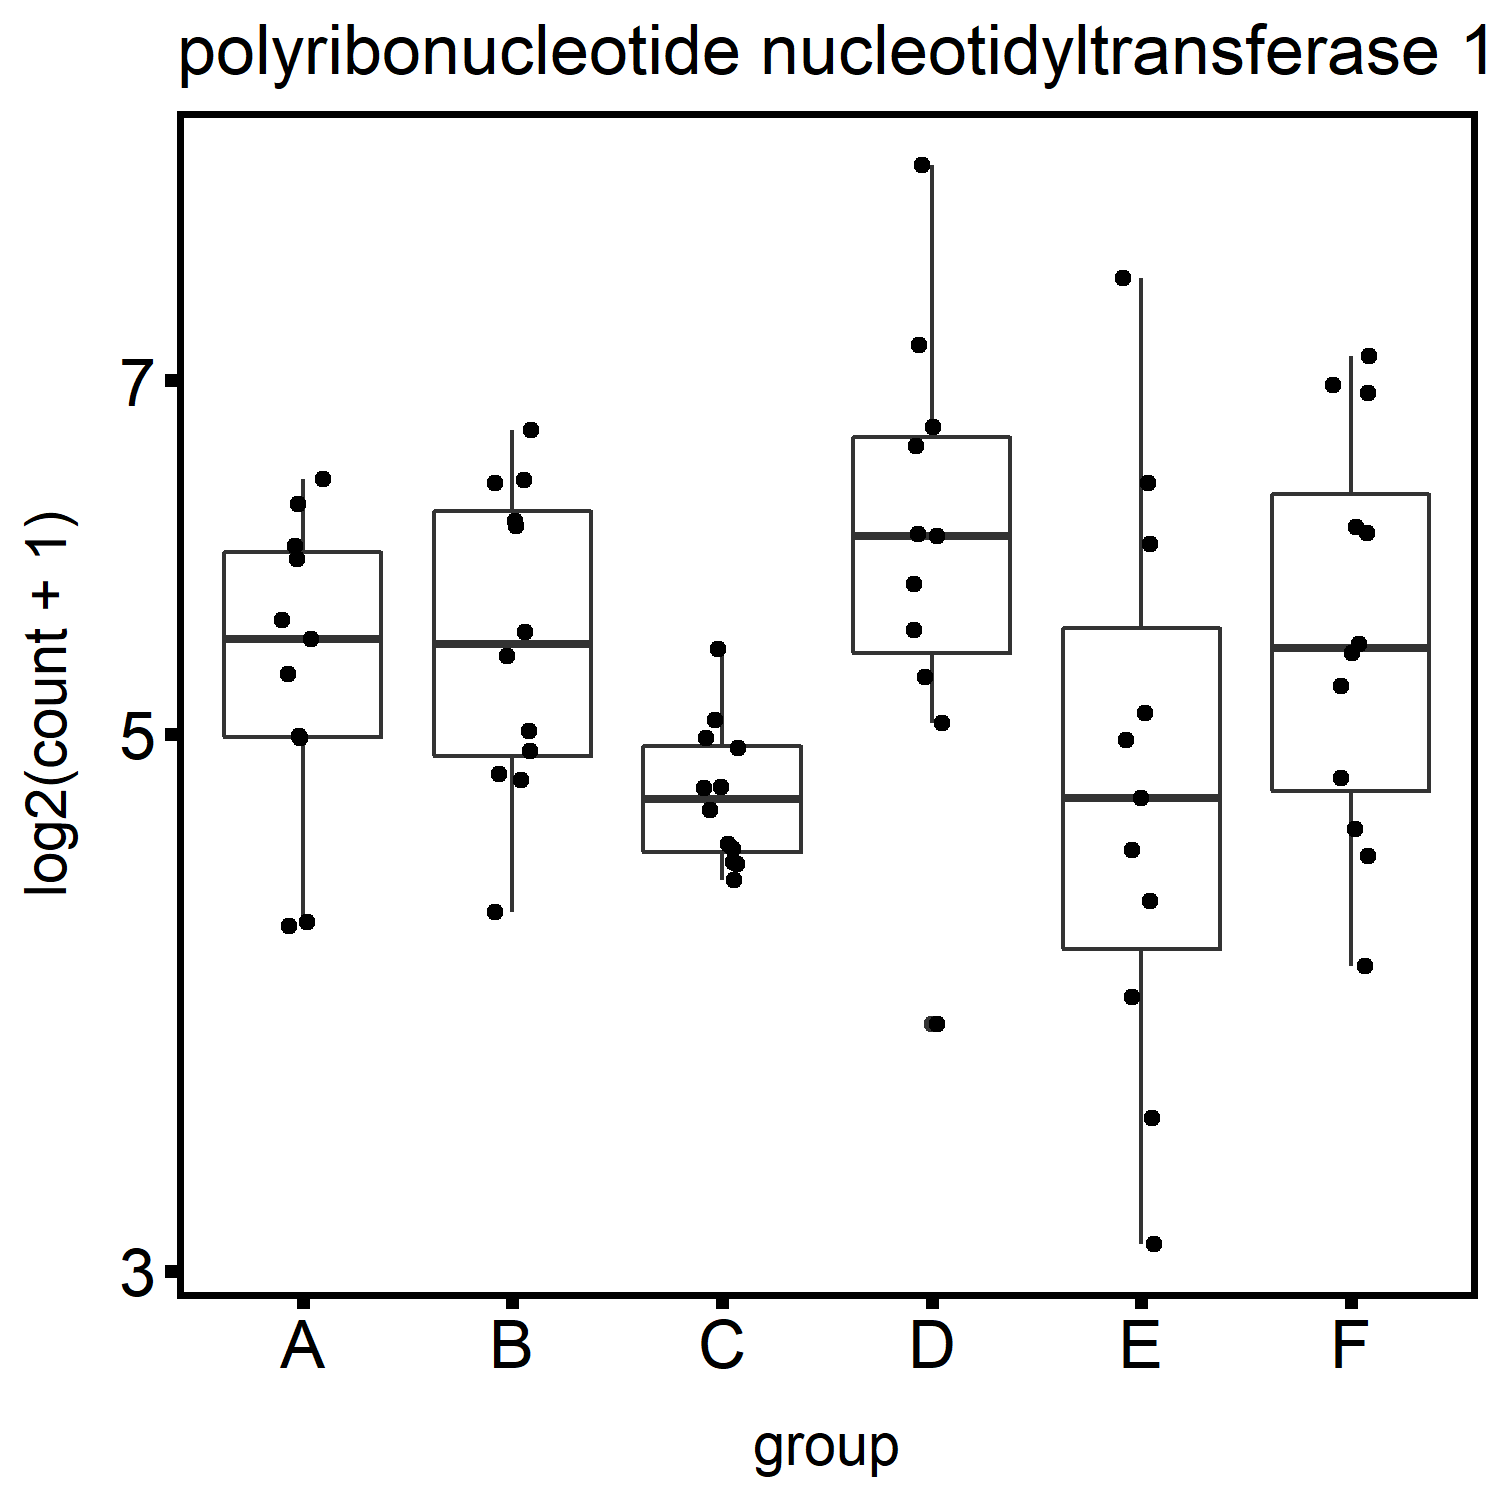 polyribonucleotide nucleotidyltransferase 1
log2(count + 1)
7
5
3
A B C D E F
group